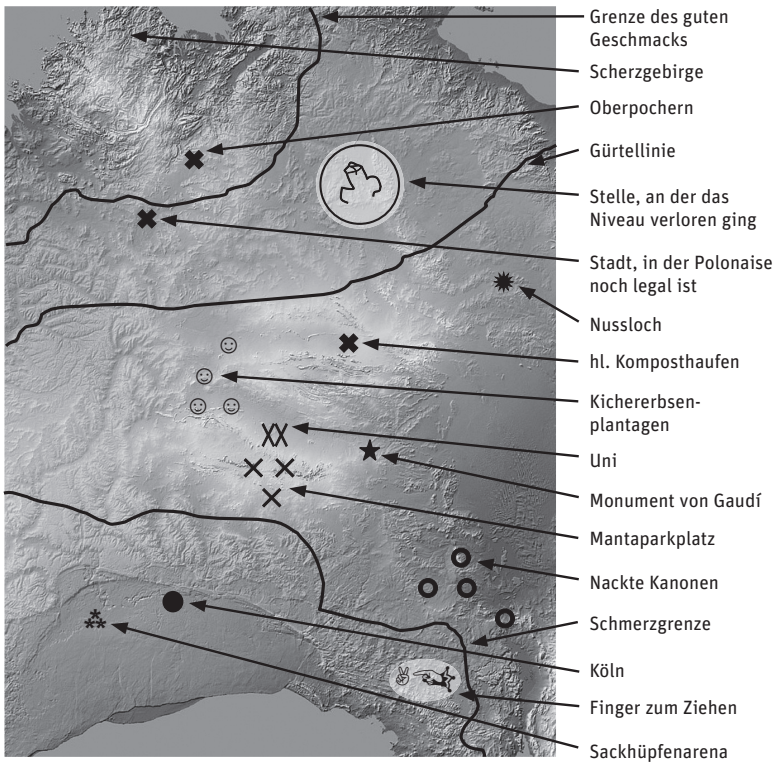 Grenze des guten
Geschmacks
Scherzgebirge
Oberpochern
Gürtellinie
Stelle, an der das
Niveau verloren ging
Stadt, in der Polonaise
noch legal ist
Nussloch
hl. Komposthaufen
Kichererbsen-
plantagen
Uni
Monument von Gaudí
Mantaparkplatz
Nackte Kanonen
Schmerzgrenze
Köln
Finger zum Ziehen
Sackhüpfenarena